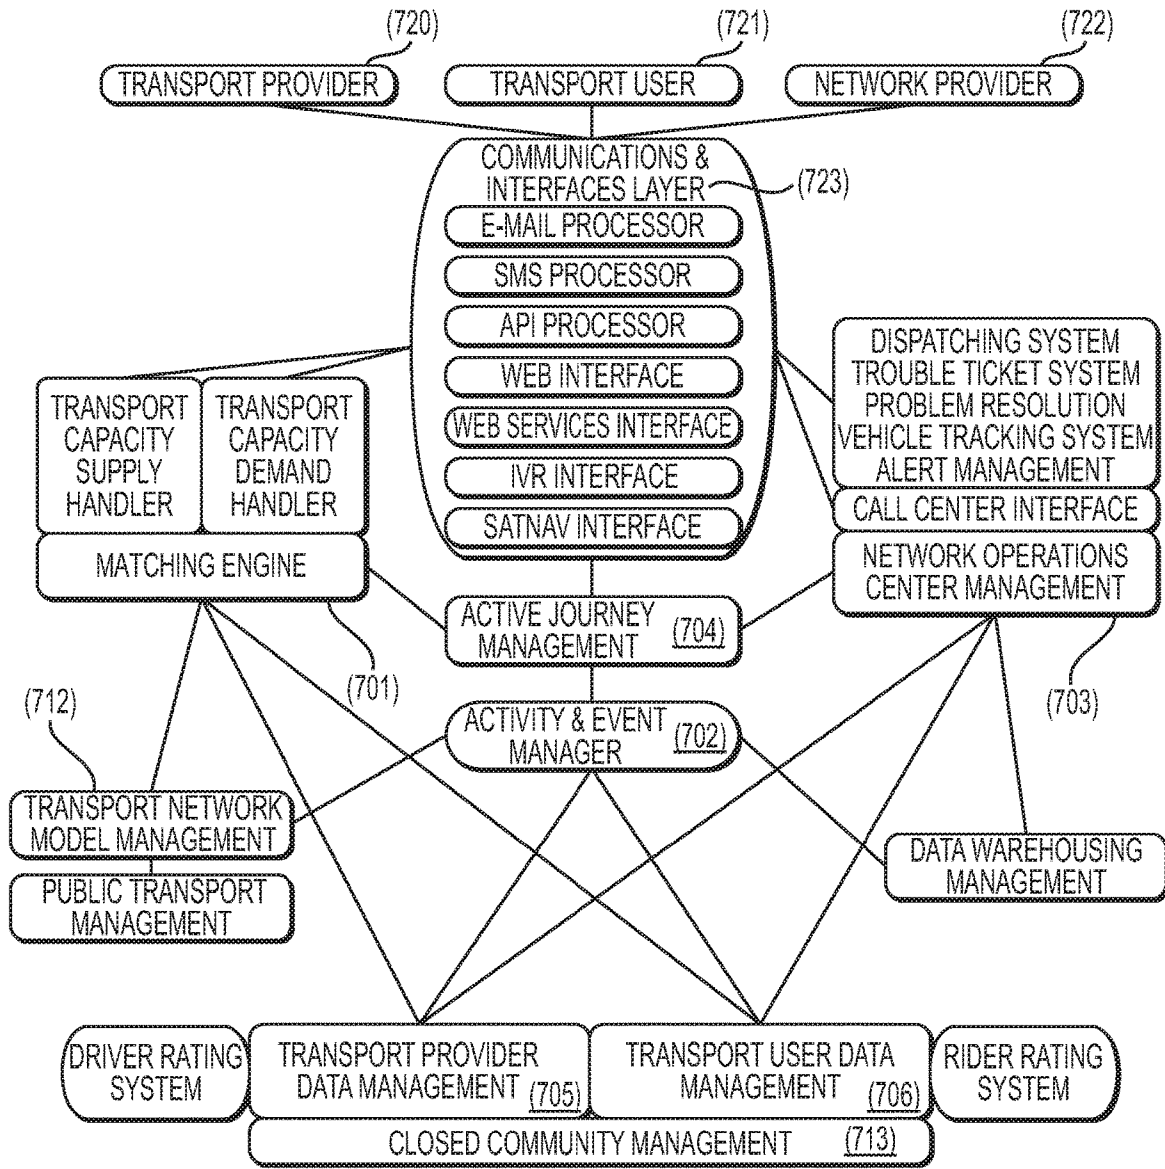 (720)
(721)
(722)
TRANSPORT PROVIDER
TRANSPORT USER
NETWORK PROVIDER
COMMUNICATIONS &
INTERFACES LAYER
(723)
E-MAIL PROCESSOR
SMS PROCESSOR
API PROCESSOR
WEB INTERFACE
WEB SERVICES INTERFACE
IVR INTERFACE
SATNAV INTERFACE
TRANSPORT
CAPACITY
SUPPLY
HANDLER
TRANSPORT
CAPACITY
DEMAND
HANDLER
MATCHING ENGINE
(701)
DISPATCHING SYSTEM
TROUBLE TICKET SYSTEM
PROBLEM RESOLUTION
VEHICLE TRACKING SYSTEM
ALERT MANAGEMENT
CALL CENTER INTERFACE
NETWORK OPERATIONS
CENTER MANAGEMENT
(703)
ACTIVE JOURNEY
MANAGEMENT
(704)
ACTIVITY & EVENT
MANAGER
(702)
(712)
TRANSPORT NETWORK
MODEL MANAGEMENT
PUBLIC TRANSPORT
MANAGEMENT
DATA WAREHOUSING
MANAGEMENT
DRIVER RATING
SYSTEM
TRANSPORT PROVIDER
DATA MANAGEMENT
(705)
TRANSPORT USER DATA
MANAGEMENT
(706)
RIDER RATING
SYSTEM
CLOSED COMMUNITY MANAGEMENT (713)